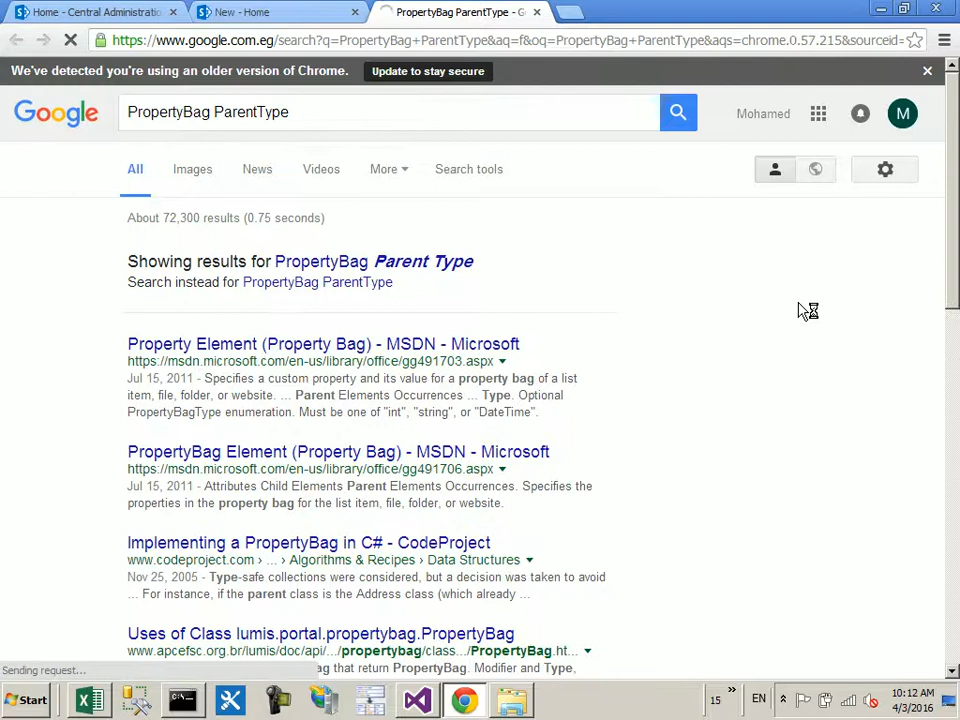 Home - Central Administratio
New - Home
PropertyBag ParentType - G
https://www.google.com.eg/search?q=PropertyBag+ParentType&aq=f&oq=PropertyBag+ParentType&aqs=chrome.0.57.215&sourceid=
We've detected you're using an older version of Chrome. Update to stay secure
Google
PropertyBag ParentType
Mohamed
M
All Images News Videos More Search tools
About 72,300 results (0.75 seconds)
Showing results for PropertyBag Parent Type
Search instead for PropertyBag ParentType
Property Element (Property Bag) - MSDN - Microsoft
https://msdn.microsoft.com/en-us/library/office/gg491703.aspx
Jul 15, 2011 - Specifies a custom property and its value for a property bag of a list
item, file, folder, or website. ... Parent Elements Occurrences ... Type. Optional
PropertyBagType enumeration. Must be one of "int", "string", or "DateTime".
PropertyBag Element (Property Bag) - MSDN - Microsoft
https://msdn.microsoft.com/en-us/library/office/gg491706.aspx
Jul 15, 2011 - Attributes Child Elements Parent Elements Occurrences. Specifies the
properties in the property bag for the list item, file, folder, or website.
Implementing a PropertyBag in C# - CodeProject
www.codeproject.com › ... › Algorithms & Recipes › Data Structures
Nov 25, 2005 - Type-safe collections were considered, but a decision was taken to avoid
... For instance, if the parent class is the Address class (which already ...
Uses of Class lumis.portal.propertybag.PropertyBag
www.apcefsc.org.br/lumis/doc/api/.../propertybag/class.../PropertyBag.ht...
Sending request...
that return PropertyBag. Modifier and Type,
Start
15
»
EN
10:12 AM
4/3/2016